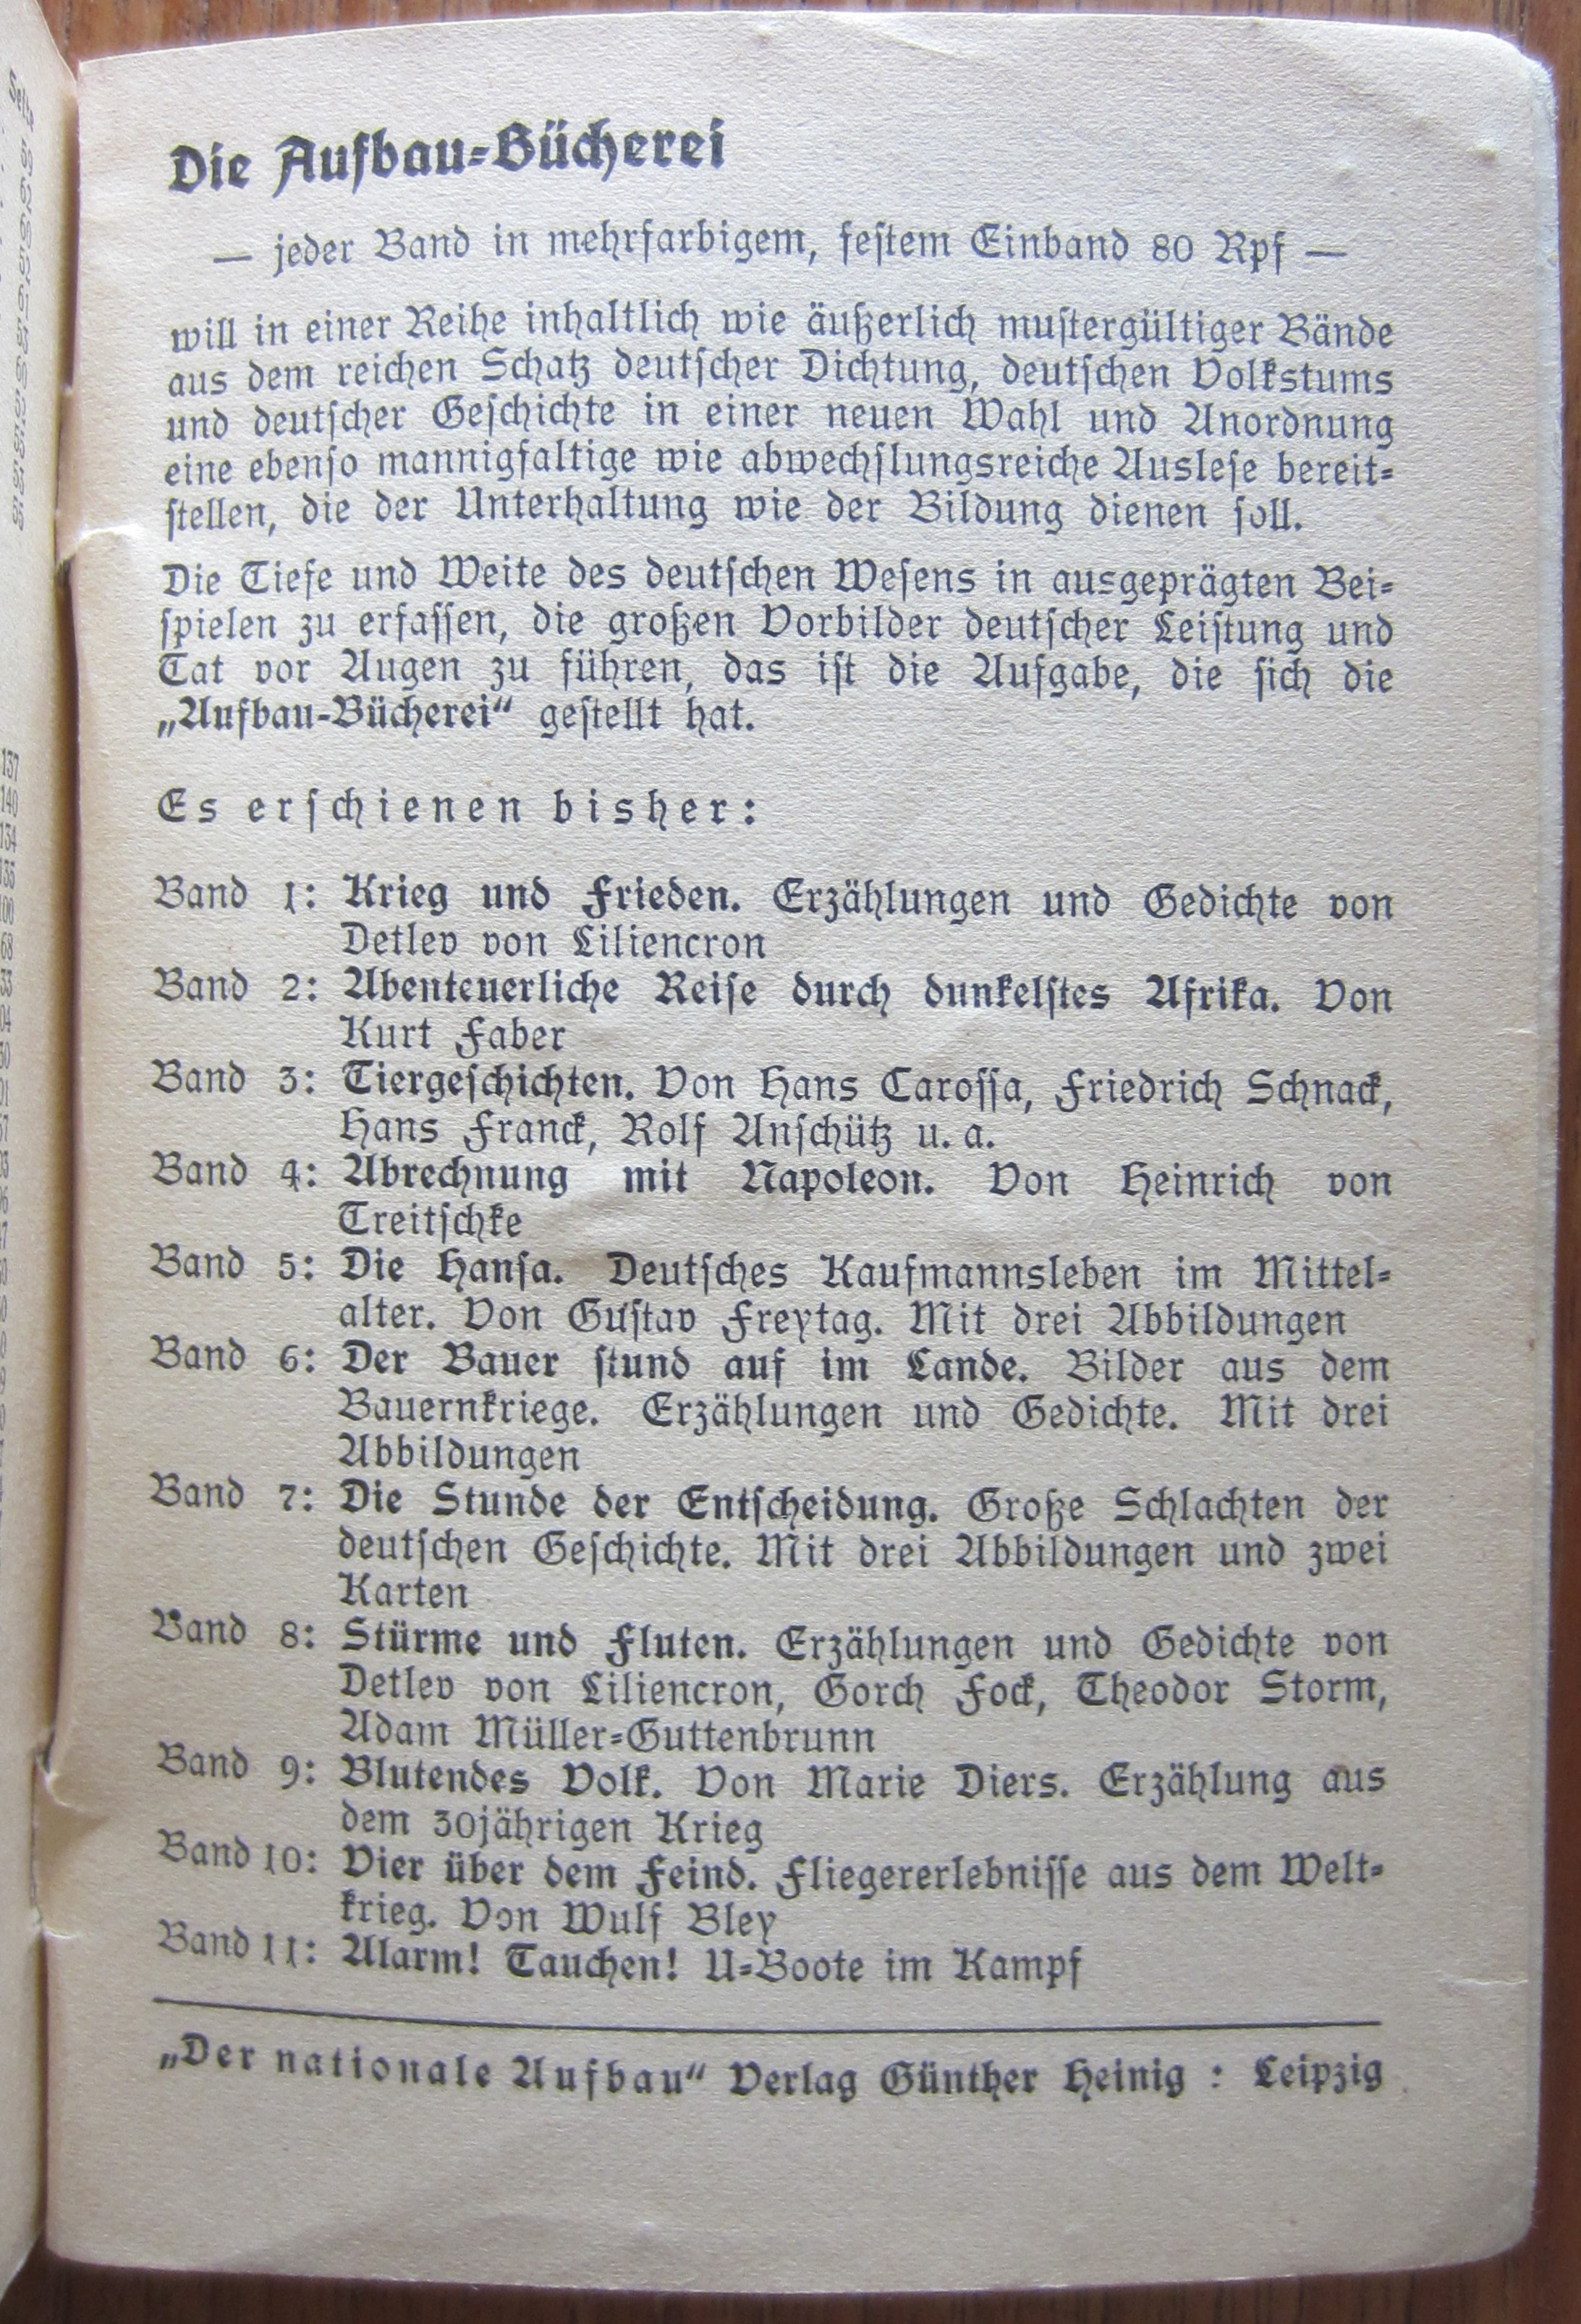 Die Aufbau-Bücherei
— jeder Band in mehrfarbigem, festem Einband 80 Rpf —
will in einer Reihe inhaltlich wie äußerlich mustergültiger Bände
aus dem reichen Schatz deutscher Dichtung, deutschen Volkstums
und deutscher Geschichte in einer neuen Wahl und Anordnung
eine ebenso mannigfaltige wie abwechslungsreiche Auslese bereit-
stellen, die der Unterhaltung wie der Bildung dienen soll.
Die Tiefe und Weite des deutschen Wesens in ausgeprägten Bei-
spielen zu erfassen, die großen Vorbilder deutscher Leistung und
Tat vor Augen zu führen, das ist die Aufgabe, die sich die
„Aufbau-Bücherei“ gestellt hat.
Es erschienen bisher:
Band 1: Krieg und Frieden. Erzählungen und Gedichte von
Detlev von Liliencron
Band 2: Abenteuerliche Reise durch dunkelstes Afrika. Von
Kurt Faber
Band 3: Tiergeschichten. Von Hans Carossa, Friedrich Schnack,
Hans Franck, Rolf Anschütz u. a.
Band 4: Abrechnung mit Napoleon. Von Heinrich von
Treitschke
Band 5: Die Hansa. Deutsches Kaufmannsleben im Mittel-
alter. Von Gustav Freytag. Mit drei Abbildungen
Band 6: Der Bauer stund auf im Lande. Bilder aus dem
Bauernkriege. Erzählungen und Gedichte. Mit drei
Abbildungen
Band 7: Die Stunde der Entscheidung. Große Schlachten der
deutschen Geschichte. Mit drei Abbildungen und zwei
Karten
Band 8: Stürme und Fluten. Erzählungen und Gedichte von
Detlev von Liliencron, Gorch Fock, Theodor Storm,
Adam Müller-Guttenbrunn
Band 9: Blutendes Volk. Von Marie Diers. Erzählung aus
dem 30jährigen Krieg
Band 10: Vier über dem Feind. Fliegererlebnisse aus dem Welt-
krieg. Von Wulf Bley
Band 11: Alarm! Tauchen! U-Boote im Kampf
„Der nationale Aufbau“ Verlag Günther Heinig : Leipzig